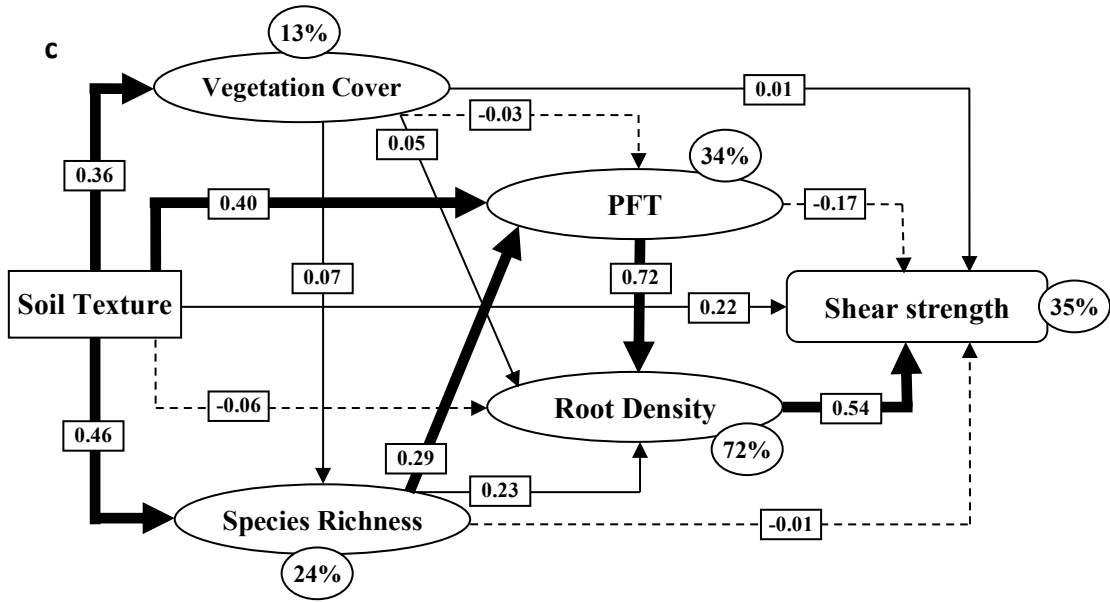 13%
c
Vegetation Cover
0.01
-0.03
0.05
34%
0.36
0.40
PFT
-0.17
0.07
0.72
Soil Texture
0.22
Shear strength
35%
-0.06
Root Density
0.54
0.46
0.29
72%
0.23
Species Richness
-0.01
24%